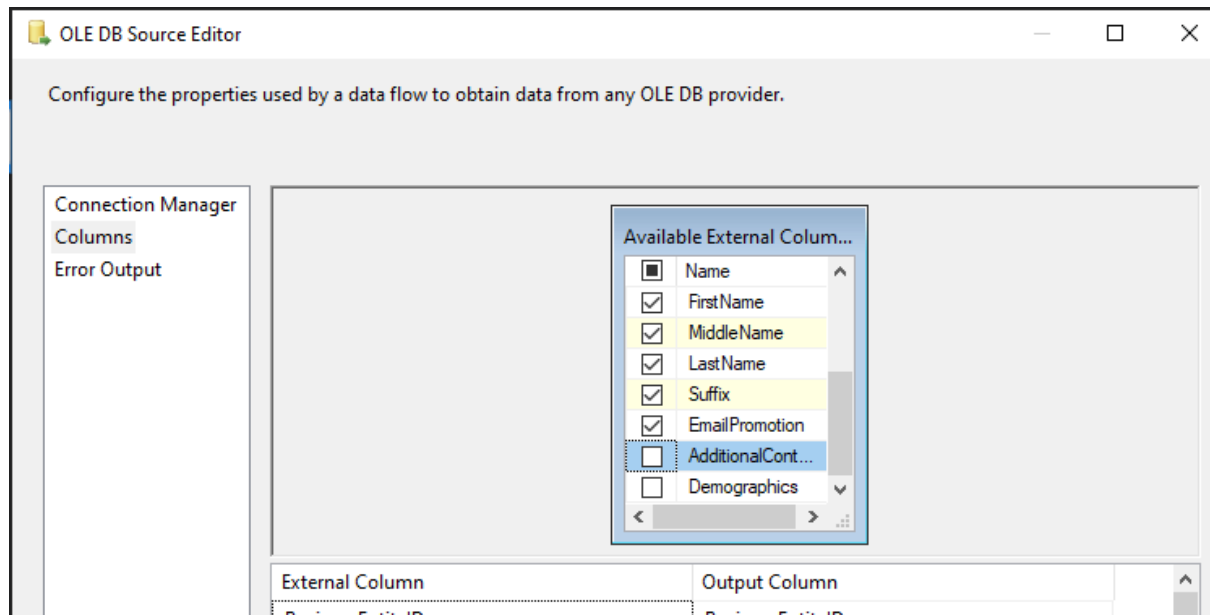 OLE DB Source Editor
Configure the properties used by a data flow to obtain data from any OLE DB provider.
Connection Manager
Columns
Error Output
Available External Colum...
Name
FirstName
MiddleName
LastName
Suffix
EmailPromotion
AdditionalCont...
Demographics
External Column Output Column